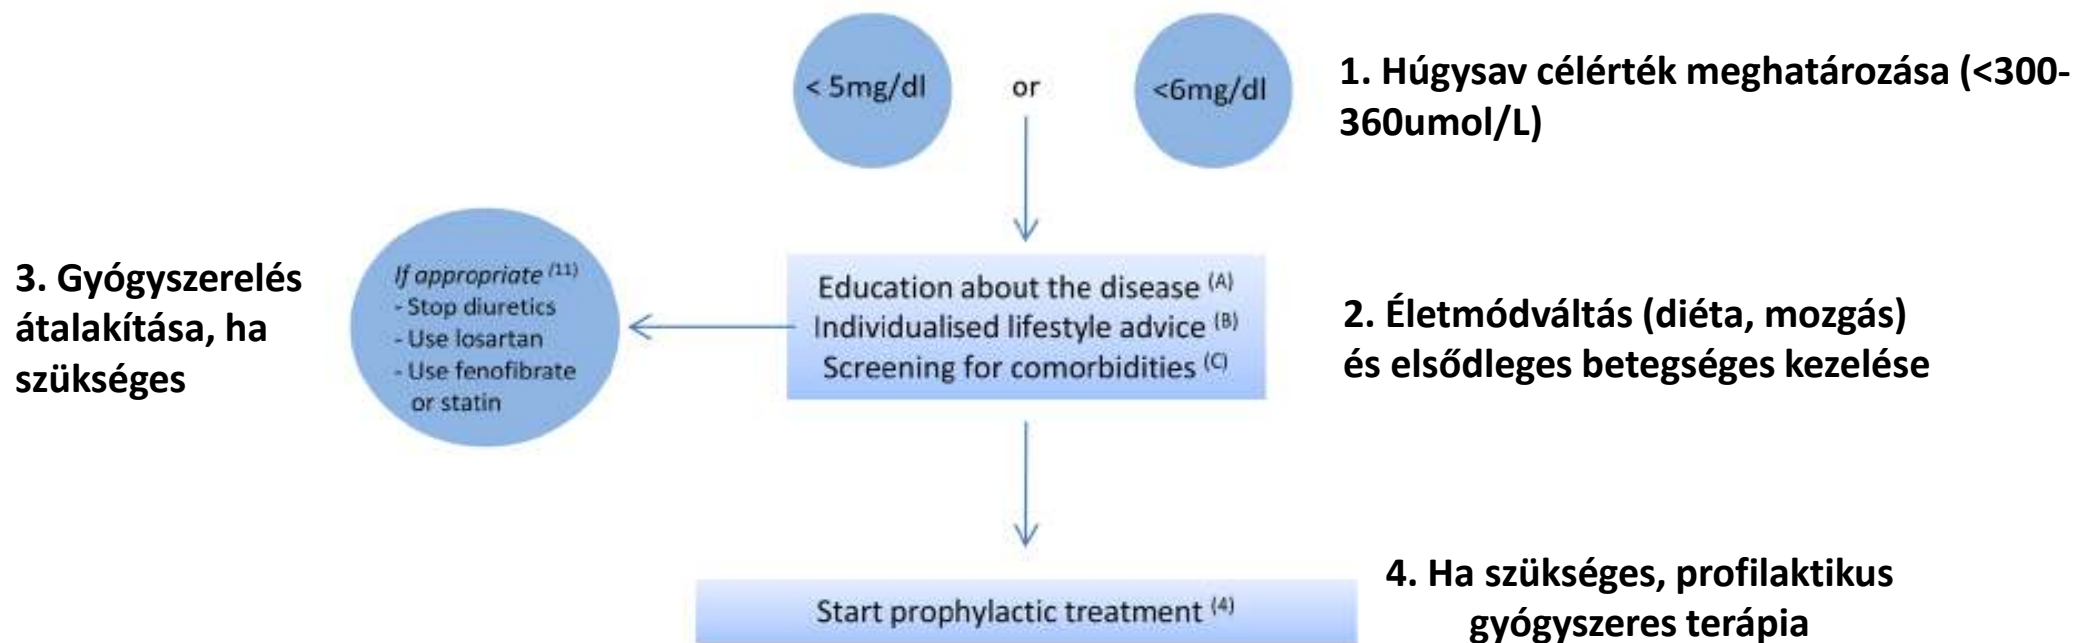 < 5mg/dl
or
<6mg/dl
1. Húgysav célérték meghatározása (<300-
360umol/L)
3. Gyógyszerelés
átalakítása, ha
szükséges
If appropriate (11)
- Stop diuretics
- Use losartan
- Use fenofibrate
or statin
Education about the disease (A)
Individualised lifestyle advice (B)
Screening for comorbidities (C)
2. Életmódváltás (diéta, mozgás)
és elsődleges betegséges kezelése
Start prophylactic treatment (4)
4. Ha szükséges, profilaktikus
gyógyszeres terápia